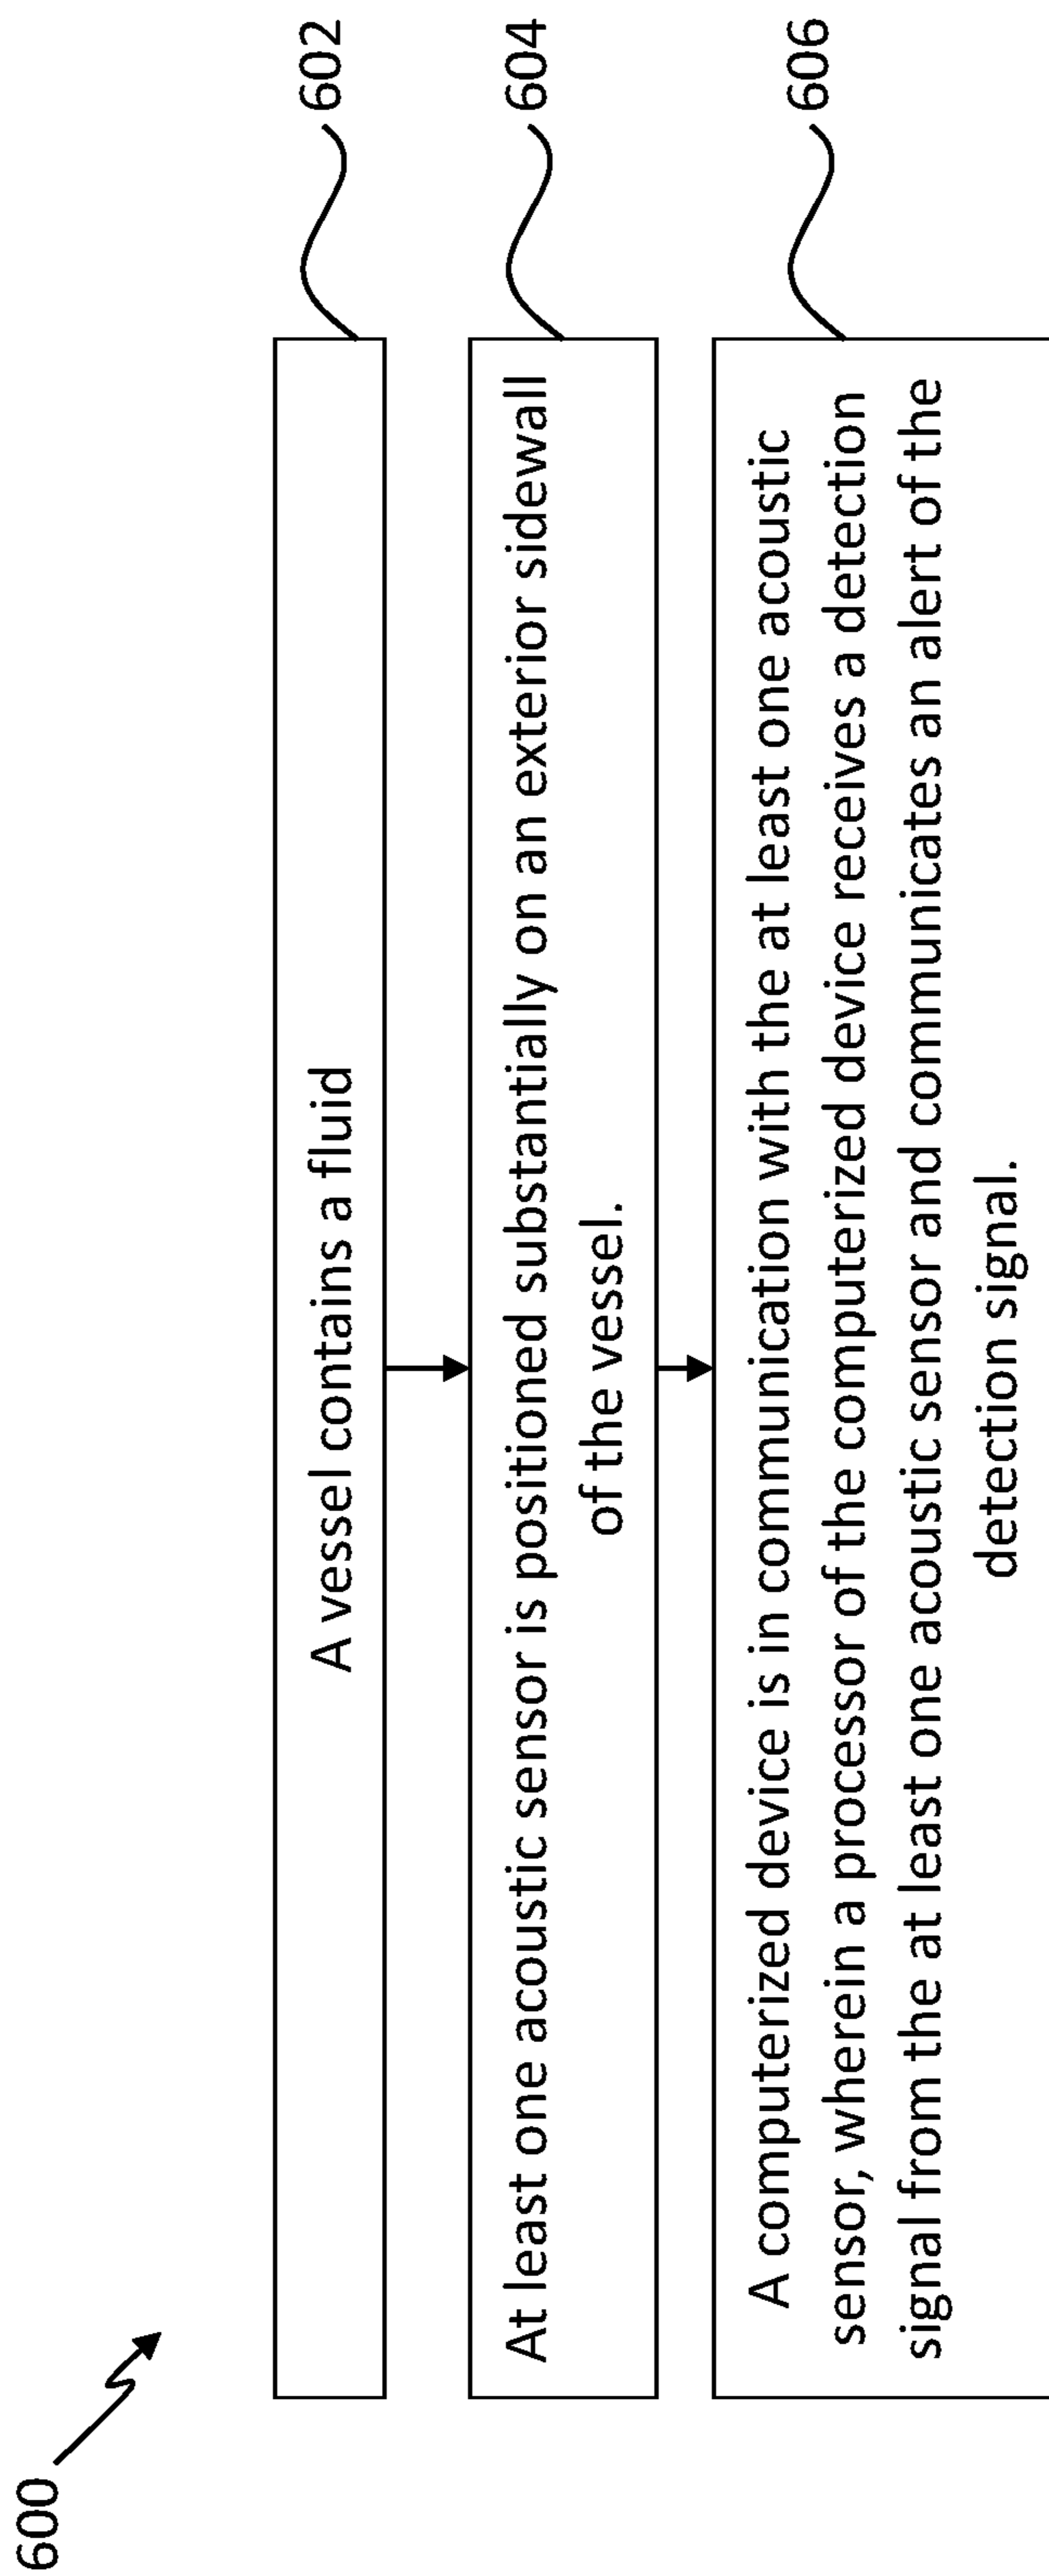 600
A vessel contains a fluid
602
At least one acoustic sensor is positioned substantially on an exterior sidewall
of the vessel.
604
A computerized device is in communication with the at least one acoustic
sensor, wherein a processor of the computerized device receives a detection
signal from the at least one acoustic sensor and communicates an alert of the
detection signal.
606